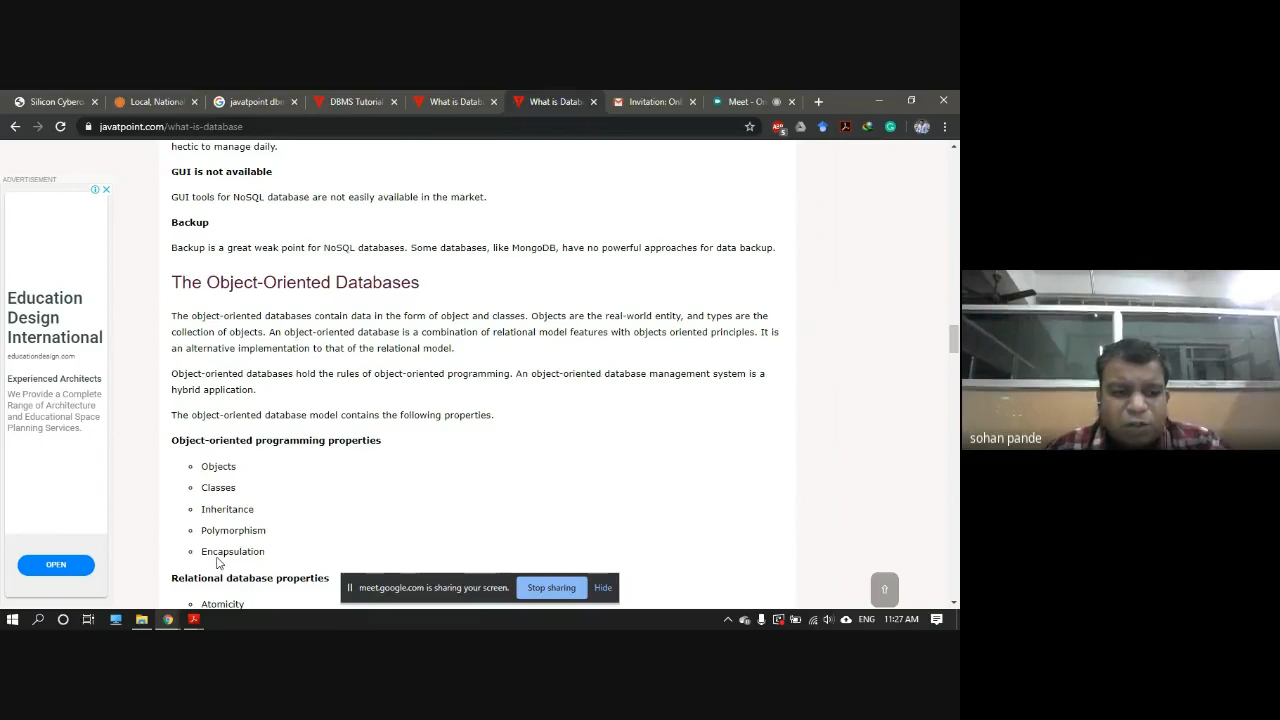 Silicon Cybero
Local, National
javatpoint dbm
DBMS Tutorial
What is Datab
What is Datab
Invitation: Onl
Meet - On
javatpoint.com/what-is-database
hectic to manage daily.
ADVERTISEMENT
GUI is not available
GUI tools for NoSQL database are not easily available in the market.
Backup
Backup is a great weak point for NoSQL databases. Some databases, like MongoDB, have no powerful approaches for data backup.
The Object-Oriented Databases
The object-oriented databases contain data in the form of object and classes. Objects are the real-world entity, and types are the
collection of objects. An object-oriented database is a combination of relational model features with objects oriented principles. It is
an alternative implementation to that of the relational model.
Object-oriented databases hold the rules of object-oriented programming. An object-oriented database management system is a
hybrid application.
The object-oriented database model contains the following properties.
Object-oriented programming properties
Objects
Classes
Inheritance
Polymorphism
Encapsulation
Relational database properties
Atomicity
Education
Design
International
educationdesign.com
Experienced Architects
We Provide a Complete
Range of Architecture
and Educational Space
Planning Services.
OPEN
meet.google.com is sharing your screen.
Stop sharing
Hide
sohan pande
ENG
11:27 AM